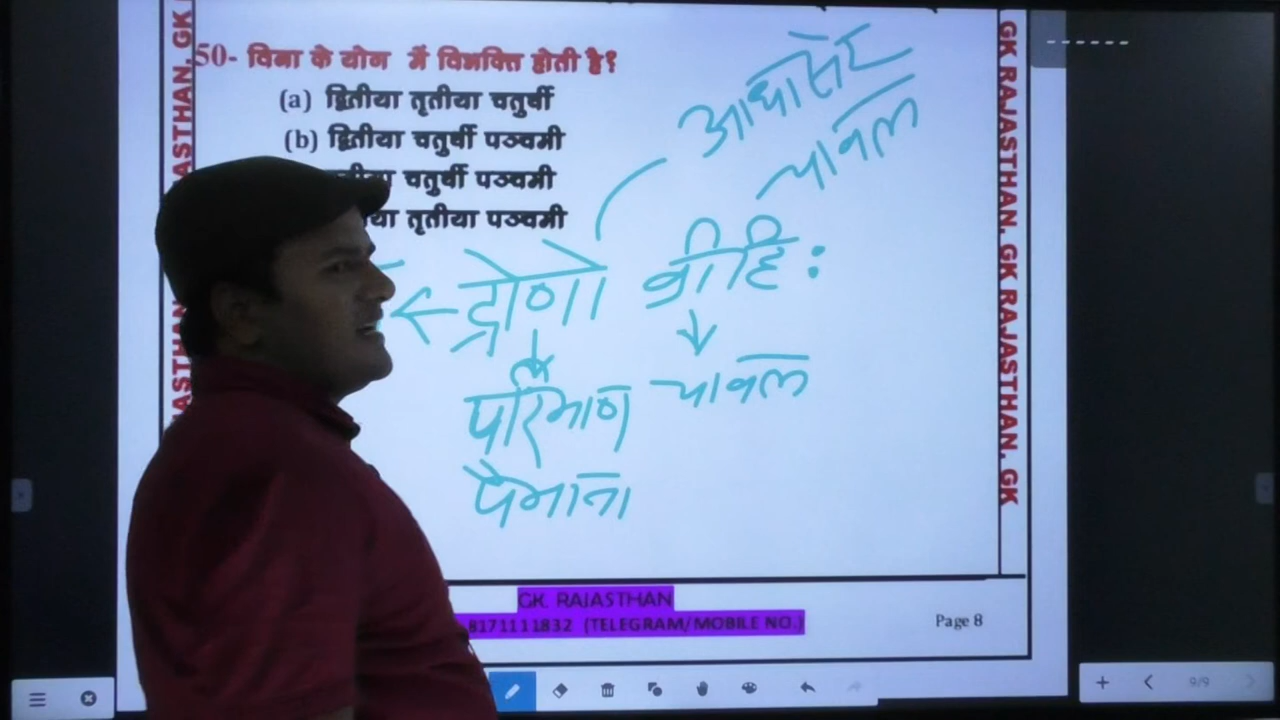 50- विना के योग में विभक्ति होती है?
(a) द्वितीया तृतीया चतुर्थी
(b) द्वितीया चतुर्थी पञ्चमी
चतुर्थी पञ्चमी
तृतीया पञ्चमी
आधा सेर
चावल
द्रोणो व्रीहि:
परिमाण चावल
पैमाना
GK RAJASTHAN, GK RAJASTHAN, GK RAJASTHAN, GK
GK. RAJASTHAN
8171111832 (TELEGRAM/MOBILE NO.)
Page 8
9/9